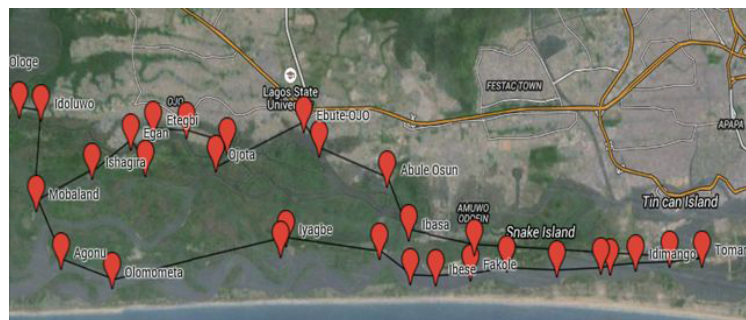 Ologe
Idoluwo
OJO
Etegbi
Egan
Ishagira
Ojota
Lagos State
Univer
Ebute-OJO
FESTAC TOWN
APAPA
Mobaland
Abule Osun
Tin can Island
AMUWO
ODOFIN
Ibasa
Snake Island
Iyagbe
Agonu
Olomometa
Ibese
Fakole
Idimango
Tomar